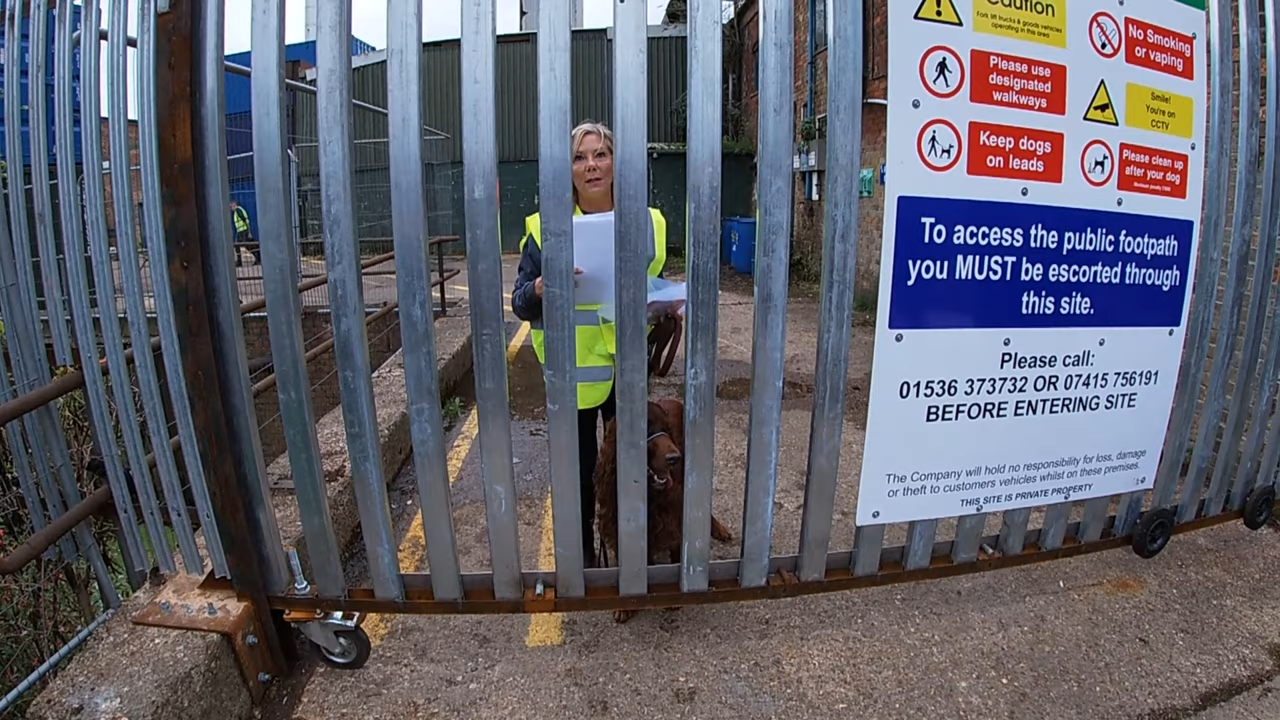 Caution
Fork lift trucks & goods vehicles
operating in this area
No Smoking
or vaping
Please use
designated
walkways
Smile!
You're on
CCTV
Keep dogs
on leads
Please clean up
after your dog
To access the public footpath
you MUST be escorted through
this site.
Please call:
01536 373732 OR 07415 756191
BEFORE ENTERING SITE
The Company will hold no responsibility for loss, damage
or theft to customers vehicles whilst on these premises.
THIS SITE IS PRIVATE PROPERTY